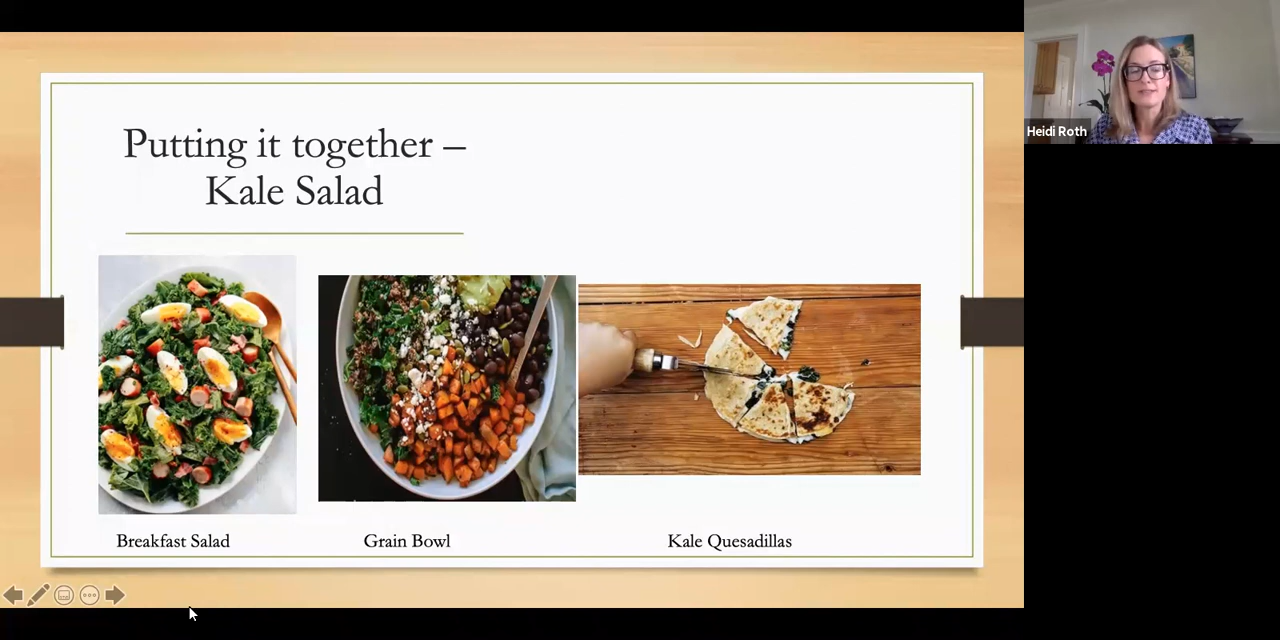 Putting it together –
Kale Salad
Breakfast Salad
Grain Bowl
Kale Quesadillas
Heidi Roth